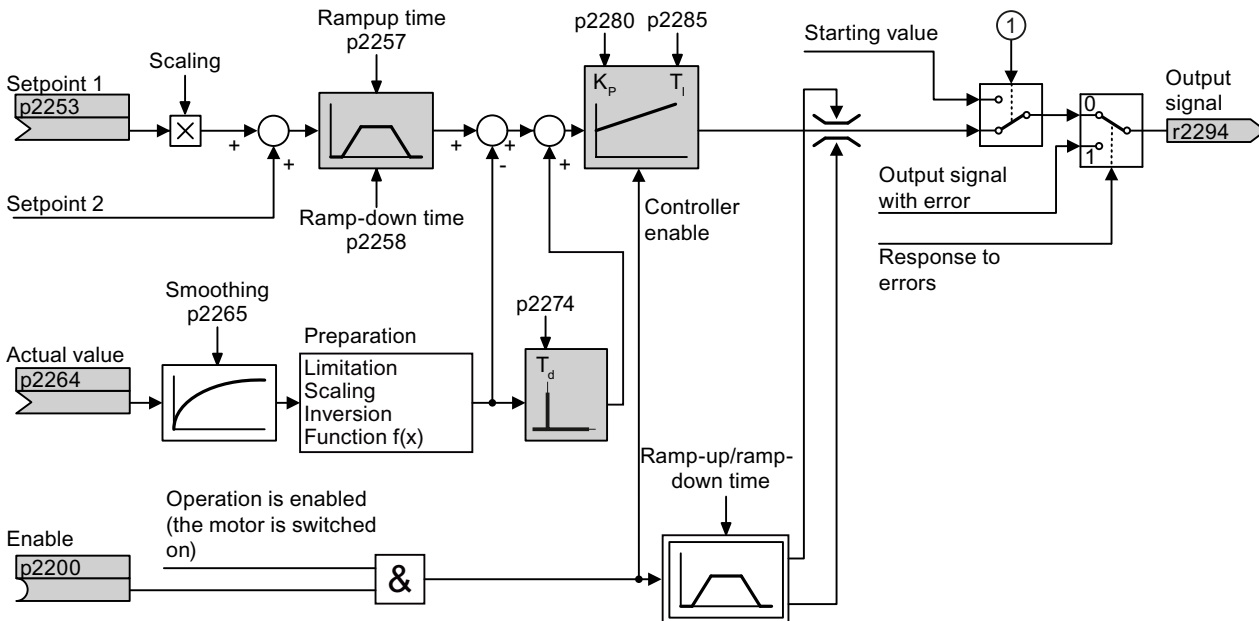 Rampup time
p2257
p2280
p2285
Starting value
1
Scaling
Setpoint 1
p2253
×
+
+
+
-
+
+
K_P
T_I
0
1
Output
signal
r2294
Setpoint 2
Ramp-down time
p2258
Controller
enable
Output signal
with error
Response to
errors
Smoothing
p2265
p2274
Preparation
Actual value
p2264
Limitation
Scaling
Inversion
Function f(x)
T_d
Ramp-up/ramp-
down time
Operation is enabled
(the motor is switched
on)
Enable
p2200
&